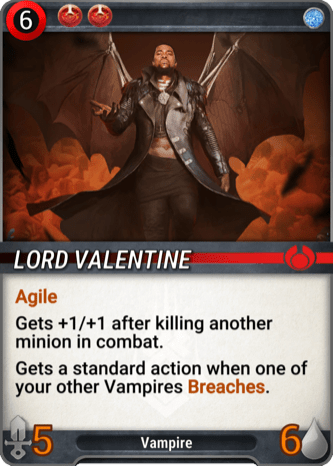 6
LORD VALENTINE
Agile
Gets +1/+1 after killing another
minion in combat.
Gets a standard action when one of
your other Vampires Breaches.
5
Vampire
6